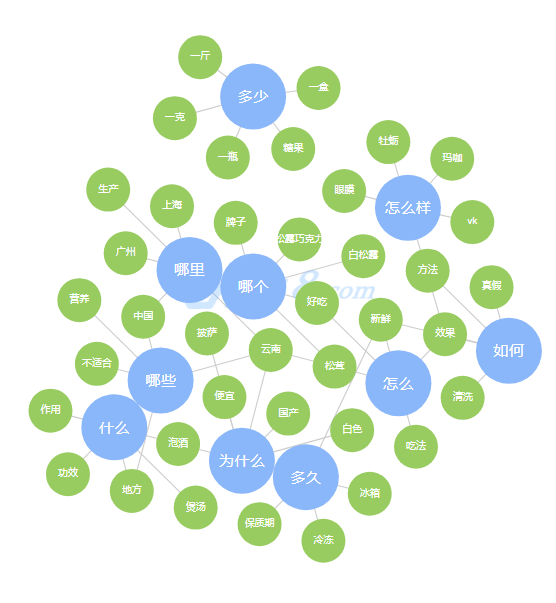 一斤
多少
一盒
一克
一瓶
糖果
牡蛎
玛咖
眼膜
怎么样
vk
生产
上海
牌子
松露巧克力
白松露
广州
哪里
哪个
方法
真假
营养
中国
好吃
.com
披萨
新鲜
效果
云南
如何
不适合
哪些
松茸
怎么
便宜
清洗
作用
什么
国产
白色
泡酒
吃法
功效
为什么
多久
地方
冰箱
煲汤
保质期
冷冻